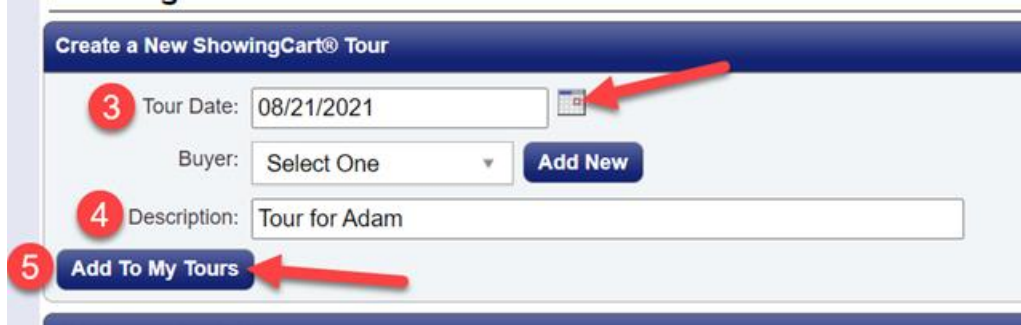 Create a New ShowingCart® Tour
3 Tour Date: 08/21/2021
Buyer: Select One Add New
4 Description: Tour for Adam
5 Add To My Tours